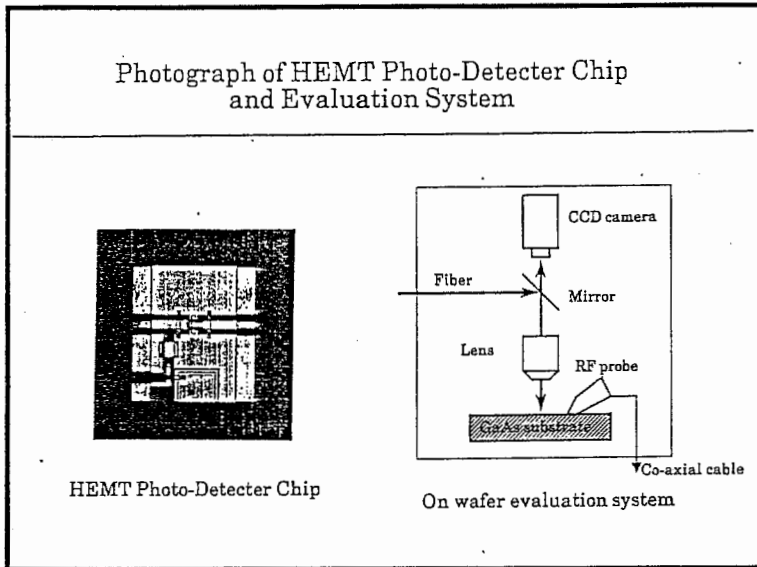 Photograph of HEMT Photo-Detecter Chip
and Evaluation System
CCD camera
Fiber
Mirror
Lens
RF probe
GaAs substrate
Co-axial cable
HEMT Photo-Detecter Chip
On wafer evaluation system